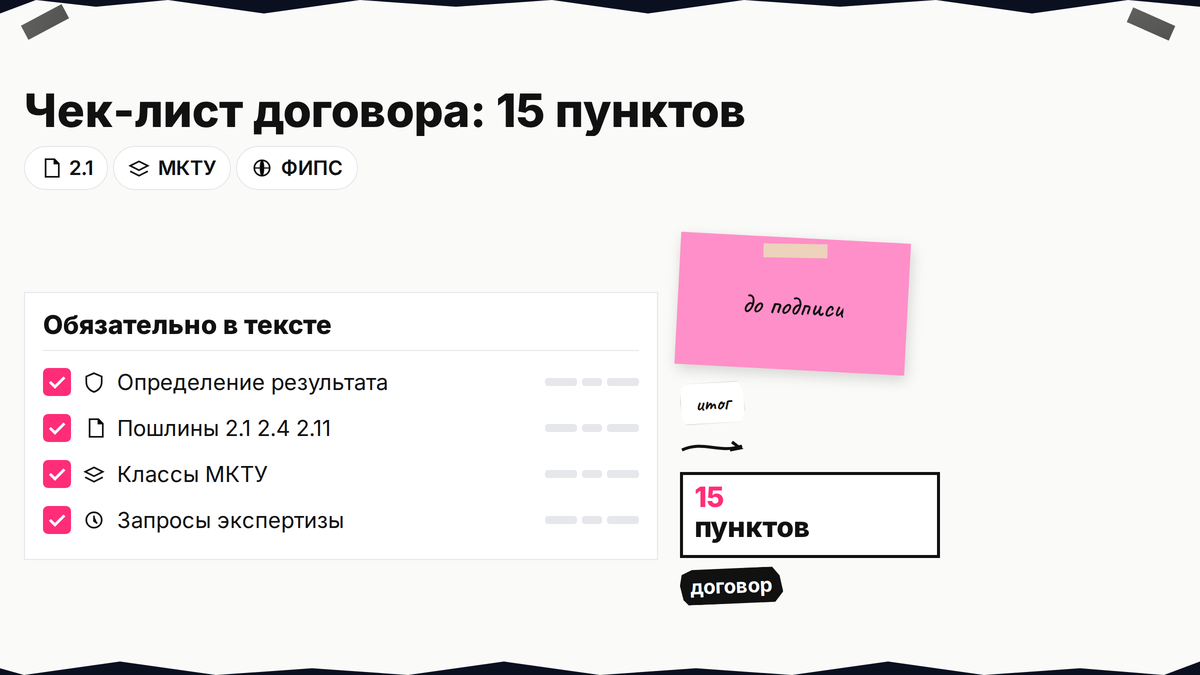 Чек-лист договора: 15 пунктов
2.1 МКТУ ФИПС
Обязательно в тексте
Определение результата
Пошлины 2.1 2.4 2.11
Классы МКТУ
Запросы экспертизы
до подписи
итог
15
пунктов
договор